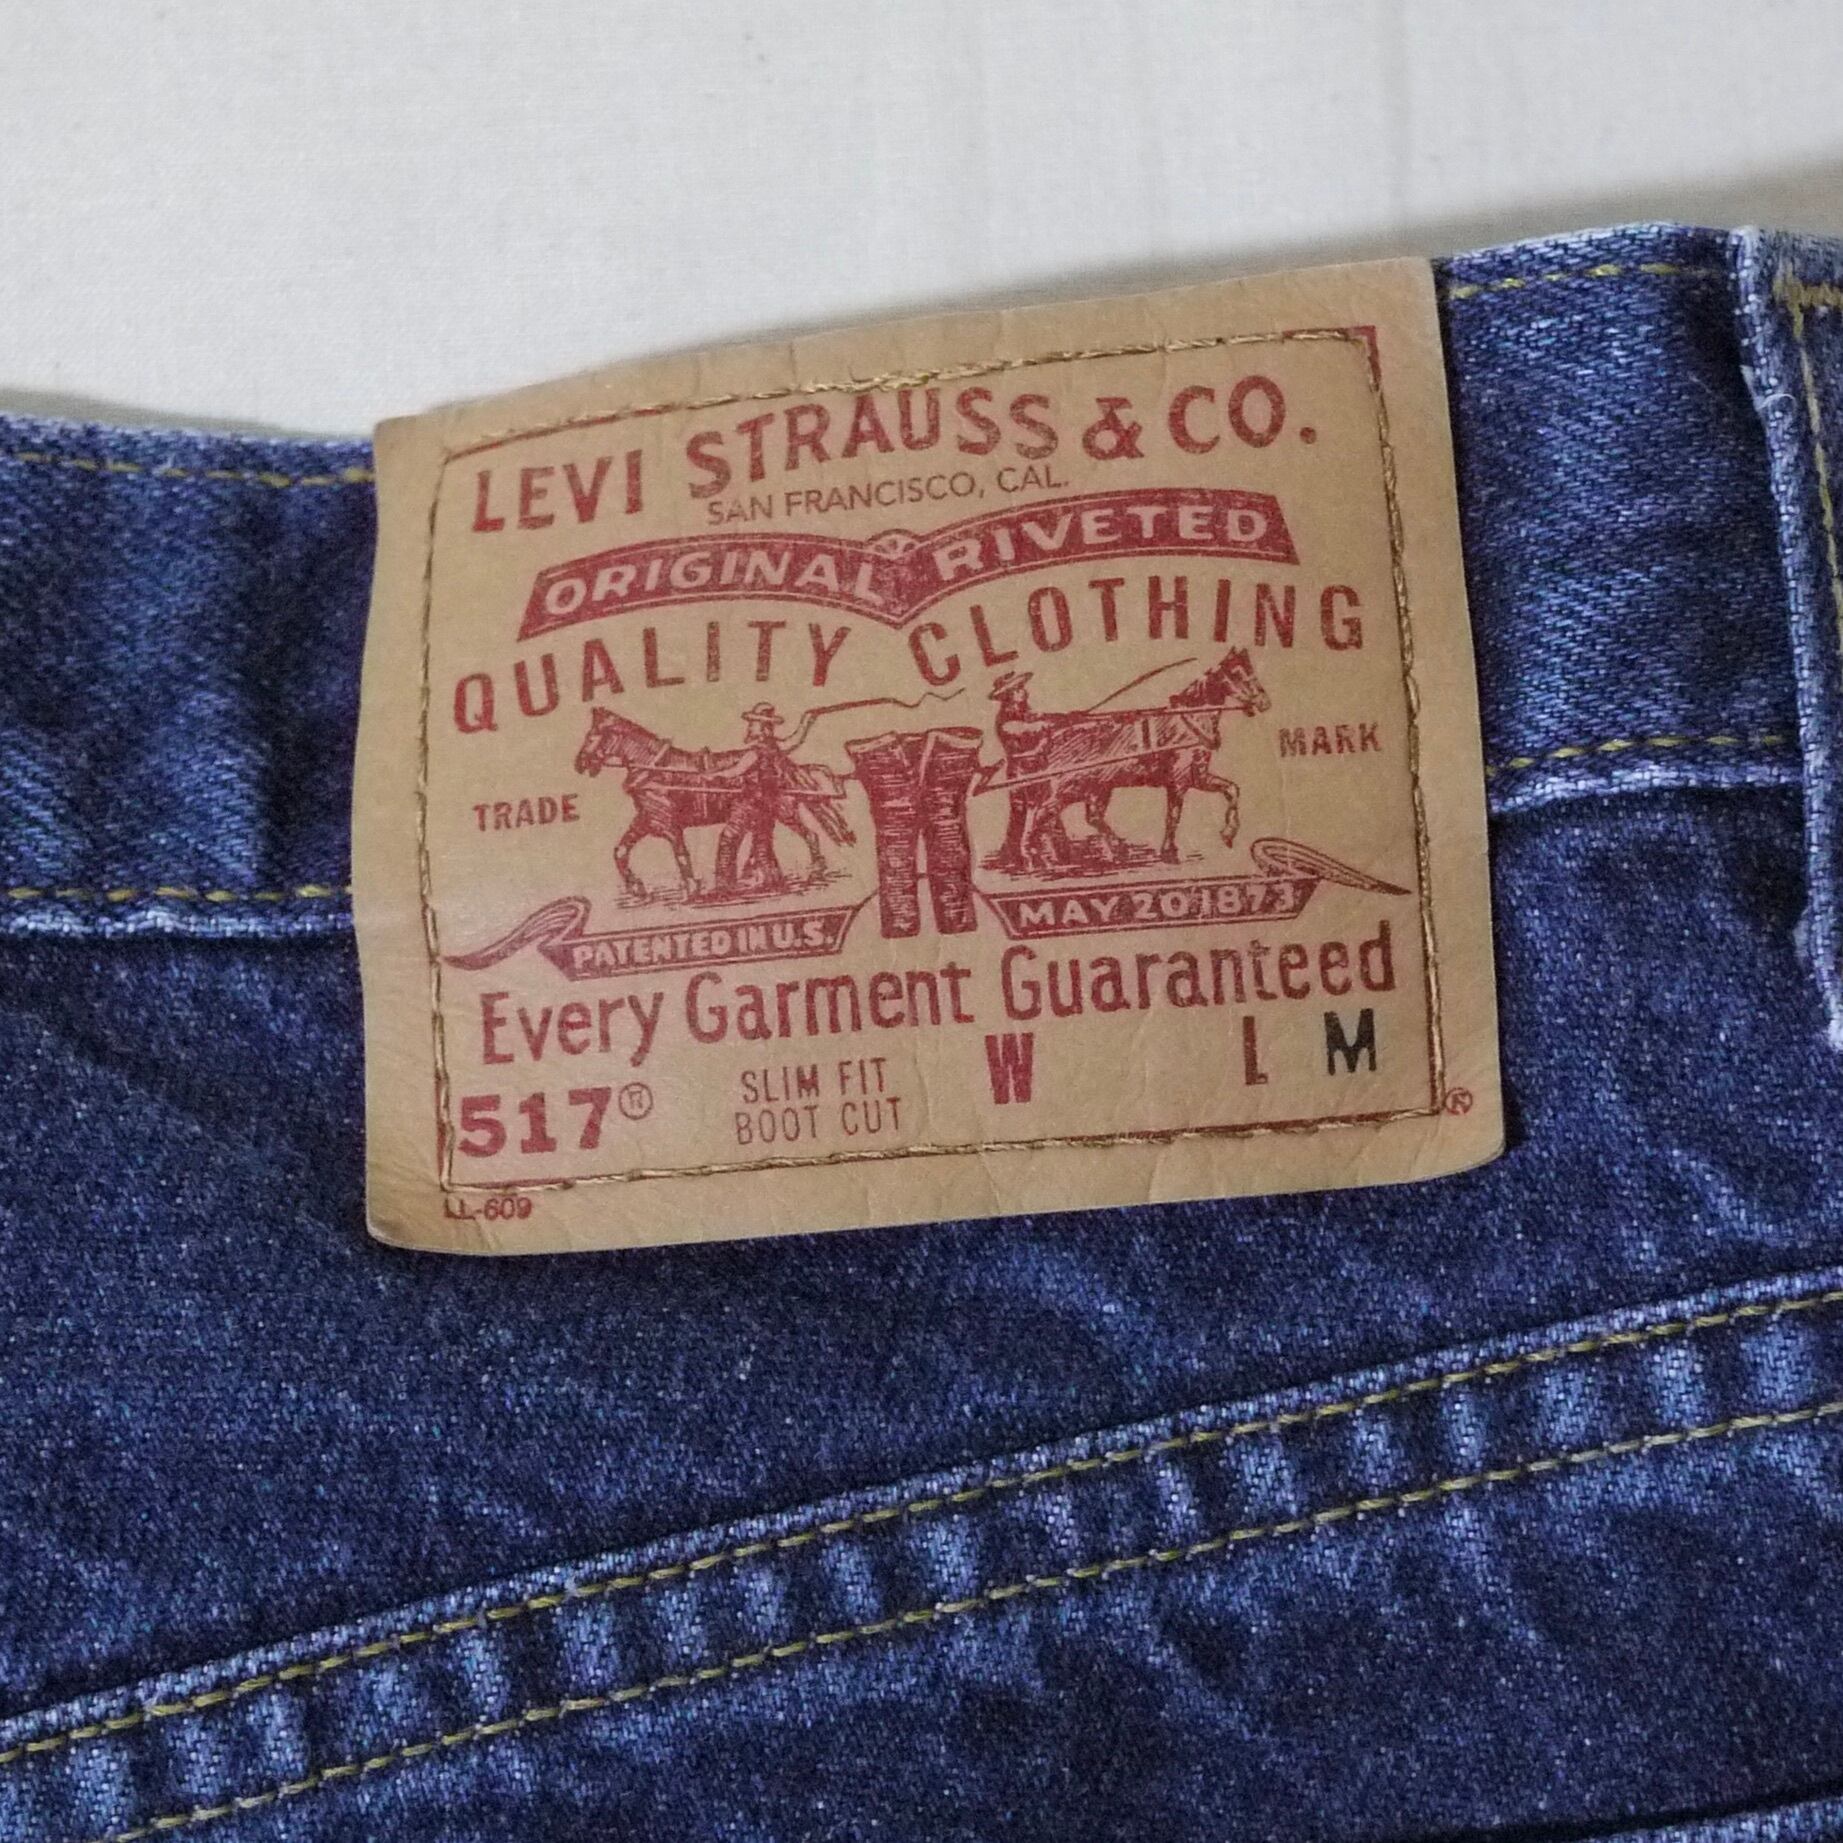 LEVI STRAUSS & CO.
SAN FRANCISCO, CAL.
ORIGINAL RIVETED
QUALITY CLOTHING
TRADE MARK
PATENTED IN U.S. MAY 20 1873
Every Garment Guaranteed
517® SLIM FIT BOOT CUT W L M
®
LL-609